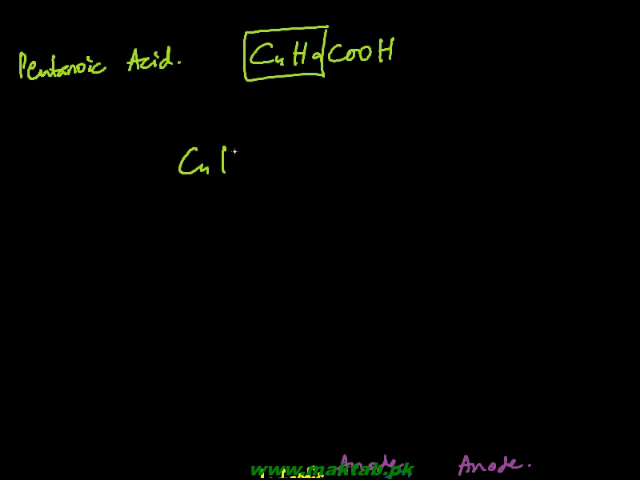 Pentanoic Acid. C₄H₉COOH
C₄ |
Anode. Anode.
www.maktab.pk